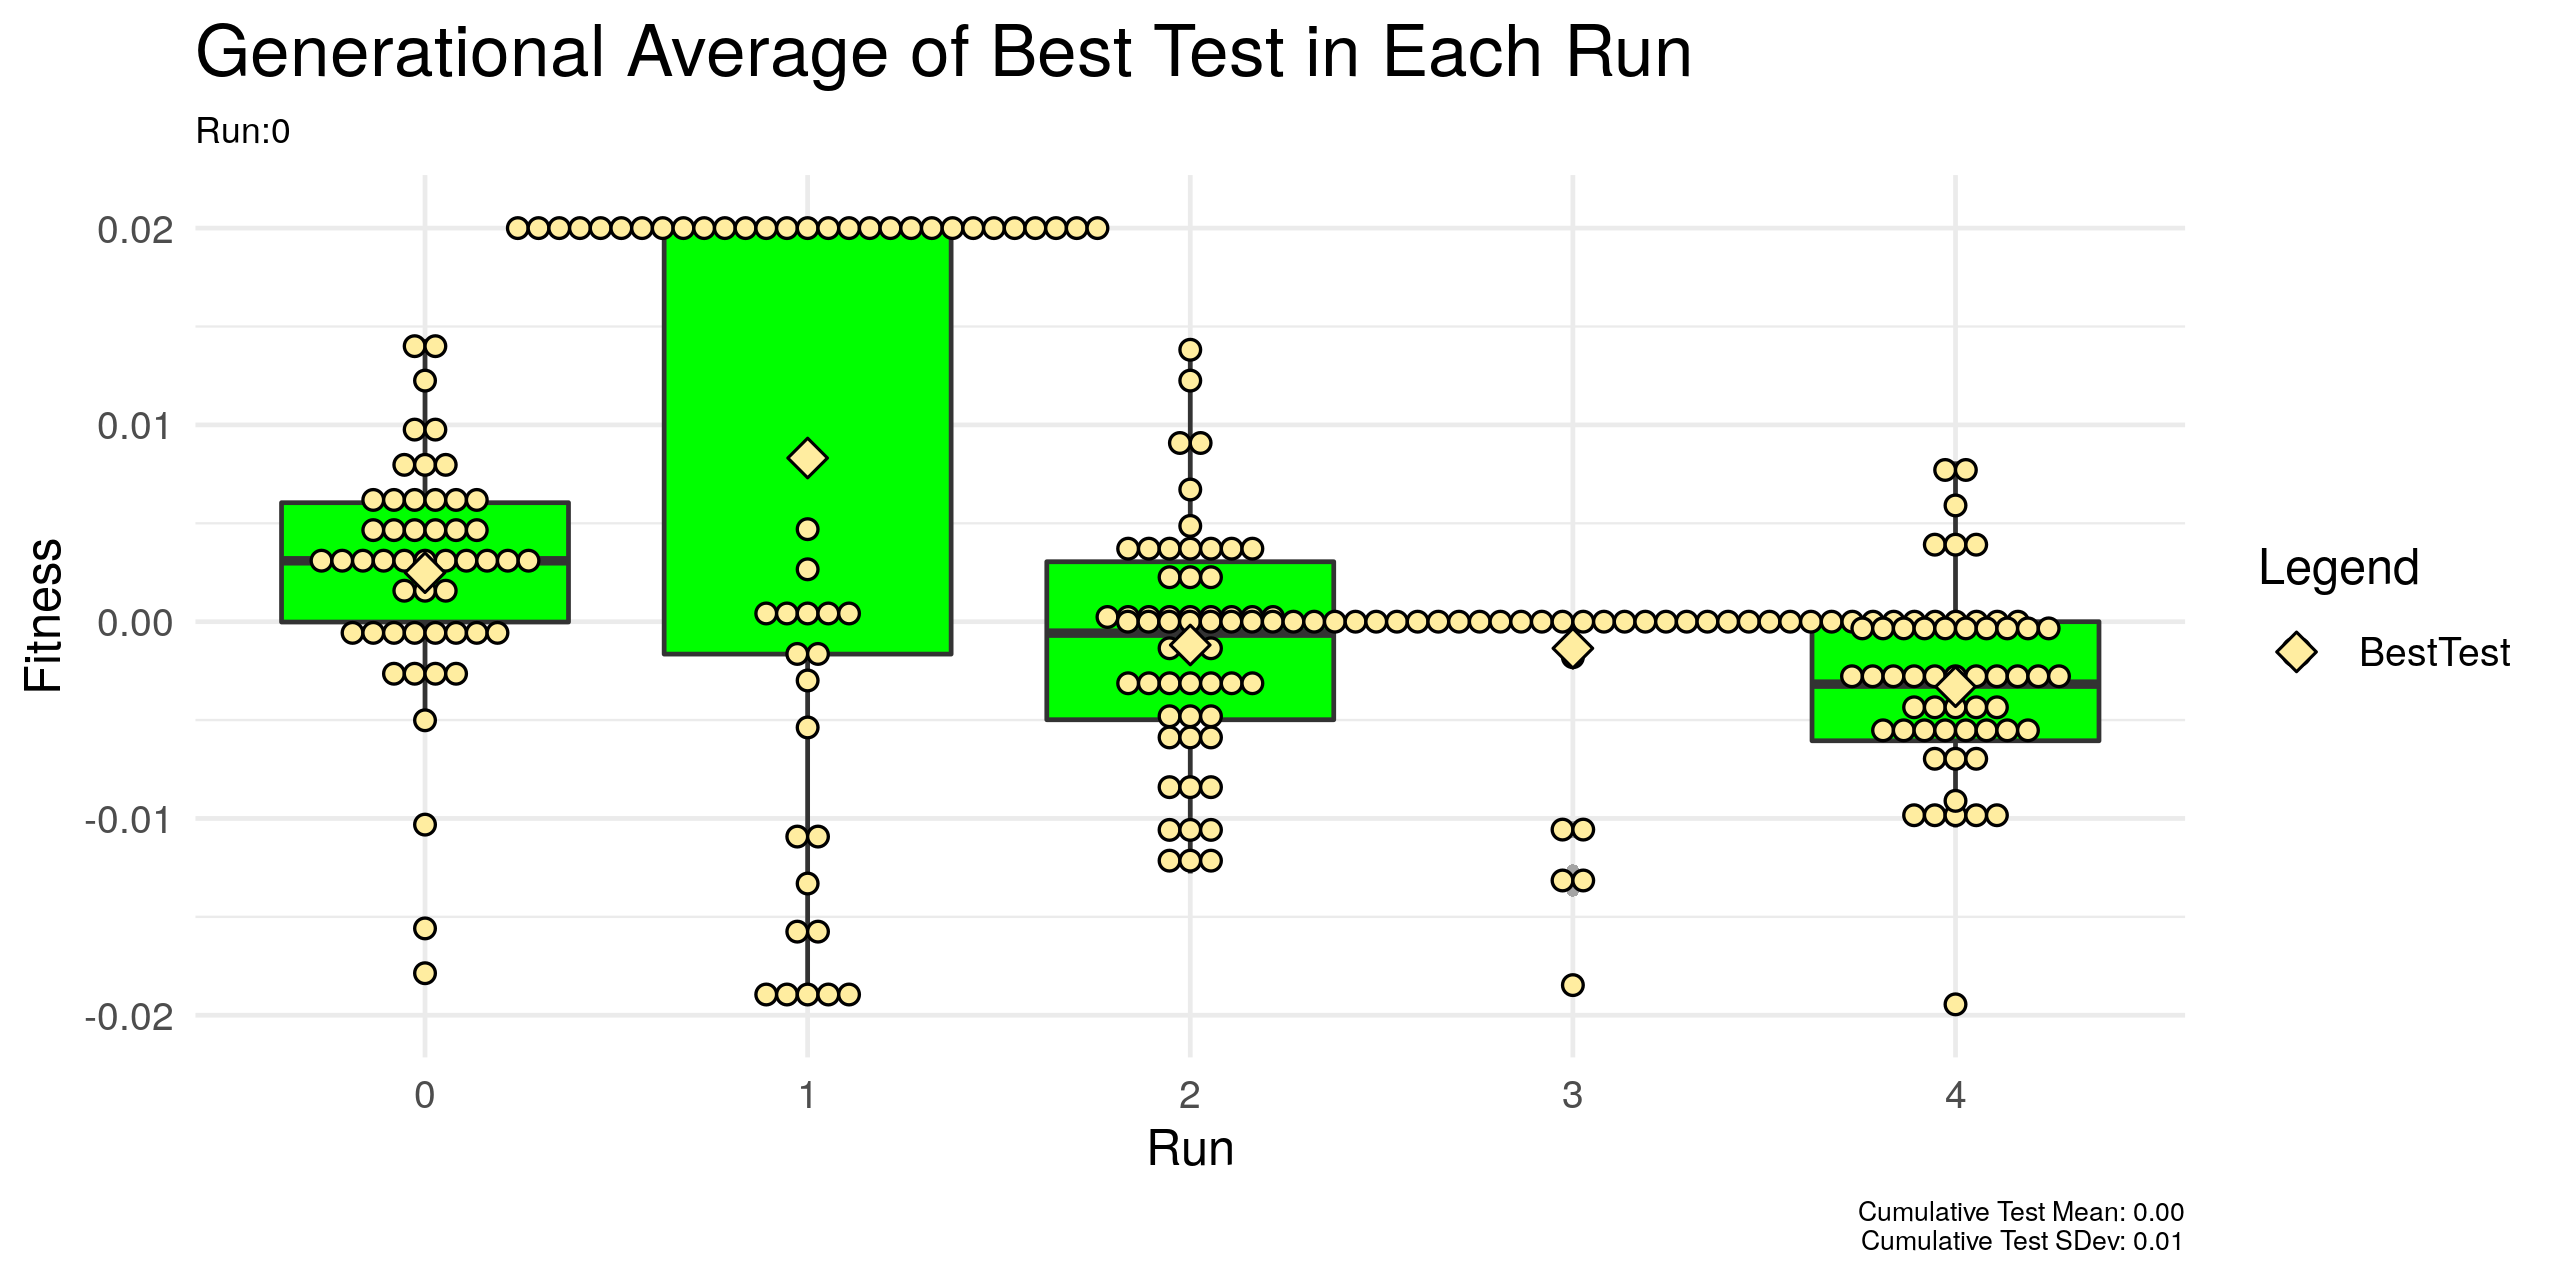 Generational Average of Best Test in Each Run
Run:0
Fitness
0.02
0.01
0.00
-0.01
-0.02
0 1 2 3 4
Run
Legend
BestTest
Cumulative Test Mean: 0.00
Cumulative Test SDev: 0.01